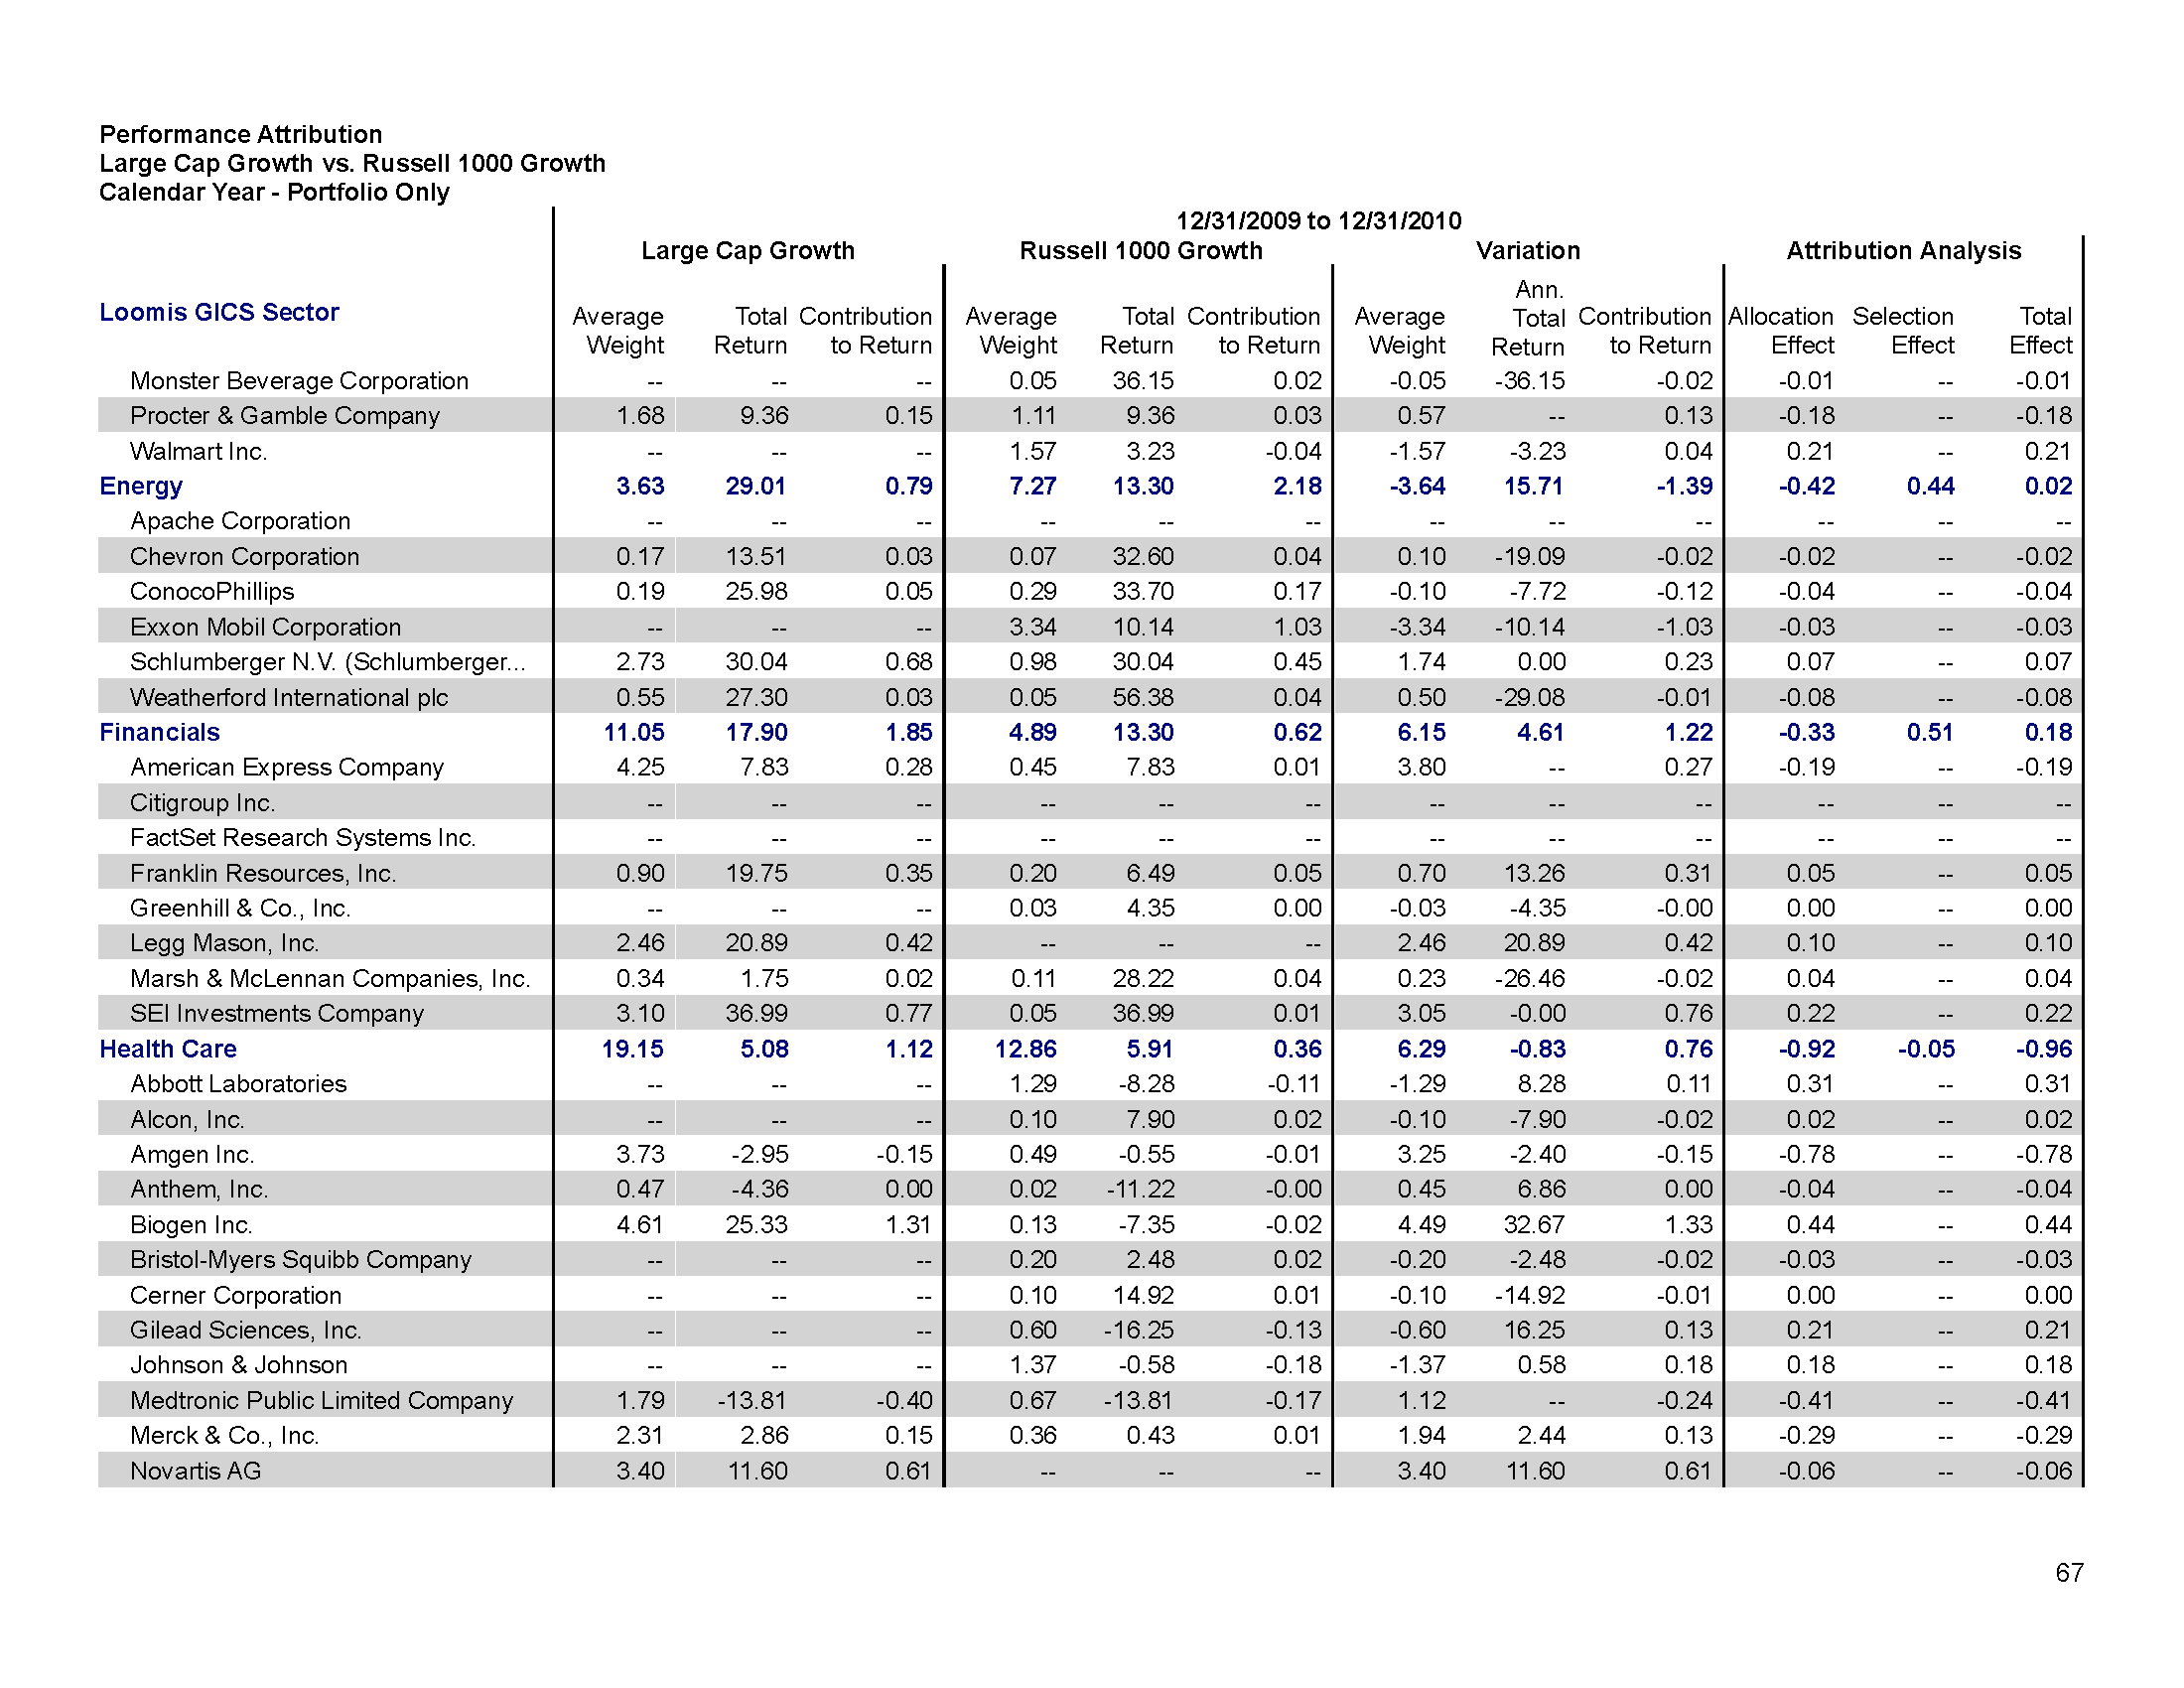 Performance Attribution
Large Cap Growth vs. Russell 1000 Growth
Calendar Year - Portfolio Only
12/31/2009 to 12/31/2010
Large Cap Growth Russell 1000 Growth Variation Attribution Analysis
Loomis GICS Sector Average Weight Total Return Contribution to Return Average Weight Total Return Contribution to Return Average Weight Ann. Total Return Contribution to Return Allocation Effect Selection Effect Total Effect
Monster Beverage Corporation -- -- -- 0.05 36.15 0.02 -0.05 -36.15 -0.02 -0.01 -- -0.01
Procter & Gamble Company 1.68 9.36 0.15 1.11 9.36 0.03 0.57 -- 0.13 -0.18 -- -0.18
Walmart Inc. -- -- -- 1.57 3.23 -0.04 -1.57 -3.23 0.04 0.21 -- 0.21
Energy 3.63 29.01 0.79 7.27 13.30 2.18 -3.64 15.71 -1.39 -0.42 0.44 0.02
Apache Corporation -- -- -- -- -- -- -- -- -- -- -- --
Chevron Corporation 0.17 13.51 0.03 0.07 32.60 0.04 0.10 -19.09 -0.02 -0.02 -- -0.02
ConocoPhillips 0.19 25.98 0.05 0.29 33.70 0.17 -0.10 -7.72 -0.12 -0.04 -- -0.04
Exxon Mobil Corporation -- -- -- 3.34 10.14 1.03 -3.34 -10.14 -1.03 -0.03 -- -0.03
Schlumberger N.V. (Schlumberger... 2.73 30.04 0.68 0.98 30.04 0.45 1.74 0.00 0.23 0.07 -- 0.07
Weatherford International plc 0.55 27.30 0.03 0.05 56.38 0.04 0.50 -29.08 -0.01 -0.08 -- -0.08
Financials 11.05 17.90 1.85 4.89 13.30 0.62 6.15 4.61 1.22 -0.33 0.51 0.18
American Express Company 4.25 7.83 0.28 0.45 7.83 0.01 3.80 -- 0.27 -0.19 -- -0.19
Citigroup Inc. -- -- -- -- -- -- -- -- -- -- -- --
FactSet Research Systems Inc. -- -- -- -- -- -- -- -- -- -- -- --
Franklin Resources, Inc. 0.90 19.75 0.35 0.20 6.49 0.05 0.70 13.26 0.31 0.05 -- 0.05
Greenhill & Co., Inc. -- -- -- 0.03 4.35 0.00 -0.03 -4.35 -0.00 0.00 -- 0.00
Legg Mason, Inc. 2.46 20.89 0.42 -- -- -- 2.46 20.89 0.42 0.10 -- 0.10
Marsh & McLennan Companies, Inc. 0.34 1.75 0.02 0.11 28.22 0.04 0.23 -26.46 -0.02 0.04 -- 0.04
SEI Investments Company 3.10 36.99 0.77 0.05 36.99 0.01 3.05 -0.00 0.76 0.22 -- 0.22
Health Care 19.15 5.08 1.12 12.86 5.91 0.36 6.29 -0.83 0.76 -0.92 -0.05 -0.96
Abbott Laboratories -- -- -- 1.29 -8.28 -0.11 -1.29 8.28 0.11 0.31 -- 0.31
Alcon, Inc. -- -- -- 0.10 7.90 0.02 -0.10 -7.90 -0.02 0.02 -- 0.02
Amgen Inc. 3.73 -2.95 -0.15 0.49 -0.55 -0.01 3.25 -2.40 -0.15 -0.78 -- -0.78
Anthem, Inc. 0.47 -4.36 0.00 0.02 -11.22 -0.00 0.45 6.86 0.00 -0.04 -- -0.04
Biogen Inc. 4.61 25.33 1.31 0.13 -7.35 -0.02 4.49 32.67 1.33 0.44 -- 0.44
Bristol-Myers Squibb Company -- -- -- 0.20 2.48 0.02 -0.20 -2.48 -0.02 -0.03 -- -0.03
Cerner Corporation -- -- -- 0.10 14.92 0.01 -0.10 -14.92 -0.01 0.00 -- 0.00
Gilead Sciences, Inc. -- -- -- 0.60 -16.25 -0.13 -0.60 16.25 0.13 0.21 -- 0.21
Johnson & Johnson -- -- -- 1.37 -0.58 -0.18 -1.37 0.58 0.18 0.18 -- 0.18
Medtronic Public Limited Company 1.79 -13.81 -0.40 0.67 -13.81 -0.17 1.12 -- -0.24 -0.41 -- -0.41
Merck & Co., Inc. 2.31 2.86 0.15 0.36 0.43 0.01 1.94 2.44 0.13 -0.29 -- -0.29
Novartis AG 3.40 11.60 0.61 -- -- -- 3.40 11.60 0.61 -0.06 -- -0.06
67